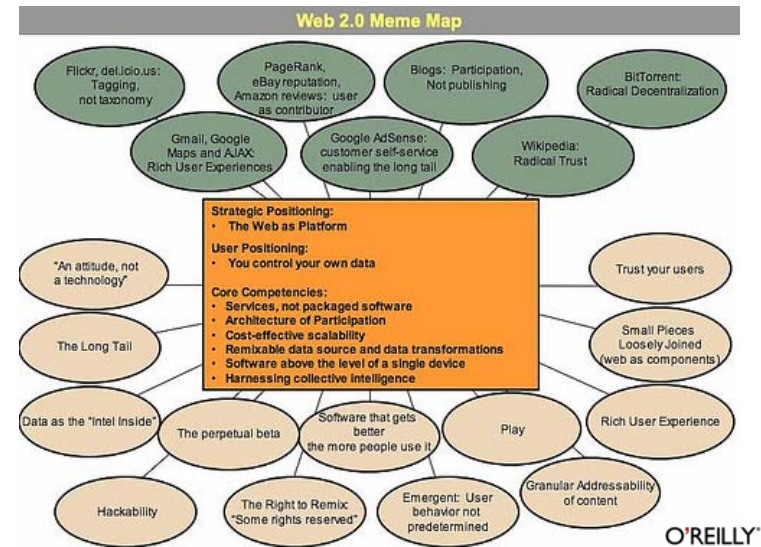 Web 2.0 Meme Map
Flickr, del.icio.us:
Tagging,
not taxonomy
PageRank,
eBay reputation,
Amazon reviews: user
as contributor
Blogs: Participation,
Not publishing
BitTorrent:
Radical Decentralization
Gmail, Google
Maps and AJAX:
Rich User Experiences
Google AdSense:
customer self-service
enabling the long tail
Wikipedia:
Radical Trust
Strategic Positioning:
• The Web as Platform
User Positioning:
• You control your own data
Core Competencies:
• Services, not packaged software
• Architecture of Participation
• Cost-effective scalability
• Remixable data source and data transformations
• Software above the level of a single device
• Harnessing collective intelligence
"An attitude, not
a technology"
Trust your users
The Long Tail
Small Pieces
Loosely Joined
(web as components)
Data as the "Intel Inside"
The perpetual beta
Software that gets
better
the more people use it
Play
Rich User Experience
Hackability
The Right to Remix:
"Some rights reserved"
Emergent: User
behavior not
predetermined
Granular Addressability
of content
O'REILLY®